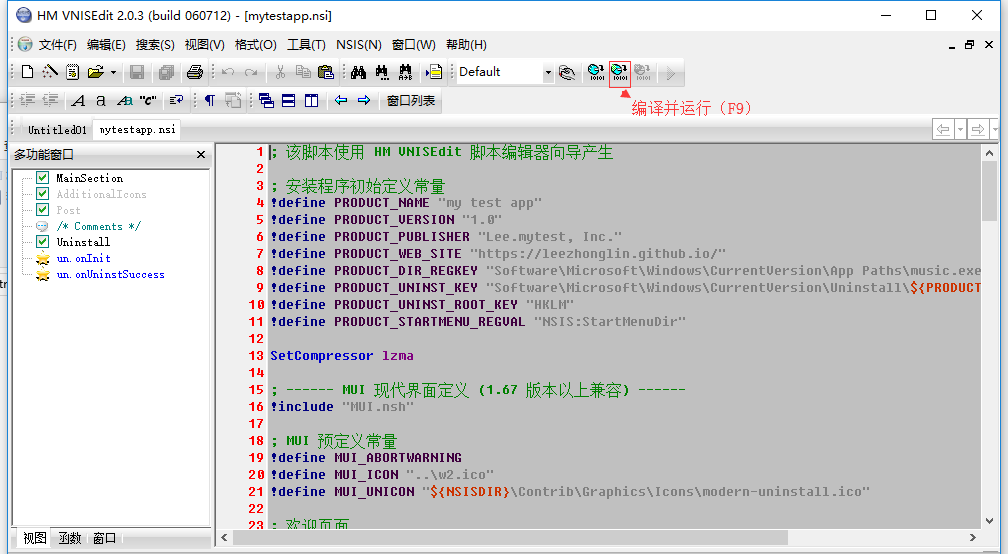 HM VNISEdit 2.0.3 (build 060712) - [mytestapp.nsi]
文件(F) 编辑(E) 搜索(S) 视图(V) 格式(O) 工具(T) NSIS(N) 窗口(W) 帮助(H)
Default
编译并运行（F9）
窗口列表
Untitled01 mytestapp.nsi
多功能窗口
MainSection
AdditionalIcons
Post
/* Comments */
Uninstall
un.onInit
un.onUninstSuccess
视图 函数 窗口
1 ; 该脚本使用 HM VNISEdit 脚本编辑器向导产生
2
3 ; 安装程序初始定义常量
4 !define PRODUCT_NAME "my test app"
5 !define PRODUCT_VERSION "1.0"
6 !define PRODUCT_PUBLISHER "Lee.mytest, Inc."
7 !define PRODUCT_WEB_SITE "https://leezhonglin.github.io/"
8 !define PRODUCT_DIR_REGKEY "Software\Microsoft\Windows\CurrentVersion\App Paths\music.exe
9 !define PRODUCT_UNINST_KEY "Software\Microsoft\Windows\CurrentVersion\Uninstall\${PRODUCT
10 !define PRODUCT_UNINST_ROOT_KEY "HKLM"
11 !define PRODUCT_STARTMENU_REGVAL "NSIS:StartMenuDir"
12
13 SetCompressor lzma
14
15 ; ------ MUI 现代界面定义 (1.67 版本以上兼容) ------
16 !include "MUI.nsh"
17
18 ; MUI 预定义常量
19 !define MUI_ABORTWARNING
20 !define MUI_ICON "..\w2.ico"
21 !define MUI_UNICON "${NSISDIR}\Contrib\Graphics\Icons\modern-uninstall.ico"
22
23 ; 欢迎页面